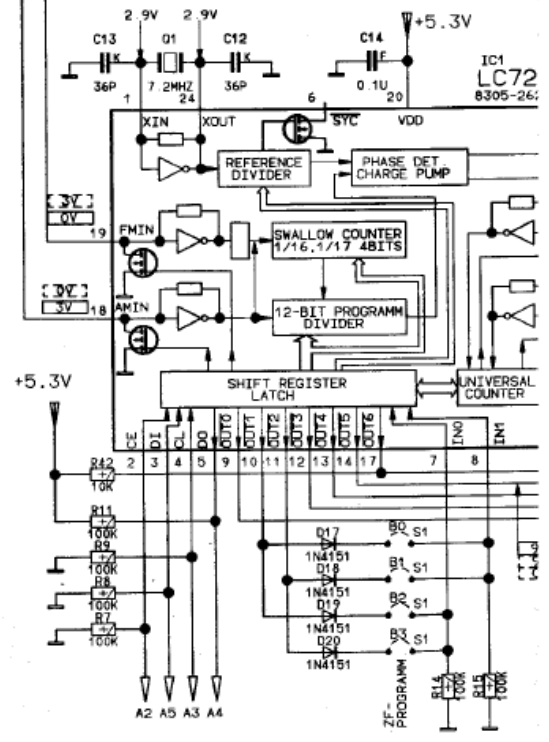 2.9V 2.9V
+5.3V
C13 Q1 C12 C14
K K F
36P 7.2MHZ 36P 0.1U
IC1
LC72
8305-262
1 24 6 20
XIN XOUT SYC VDD
REFERENCE DIVIDER
PHASE DET. CHARGE PUMP
3V
0V
19 FMIN
SWALLOW COUNTER
1/16,1/17 4BITS
0V
3V
18 AMIN
12-BIT PROGRAMM
DIVIDER
+5.3V
SHIFT REGISTER
LATCH
UNIVERSAL
COUNTER
CE DI CL DO OUT0 OUT1 OUT2 OUT3 OUT4 OUT5 OUT6 IN0 IN1
2 3 4 5 9 10 11 12 13 14 17 7 8
R42
10K
R11
100K
R9
100K
R8
100K
R7
100K
D17 B0 S1
1N4151
D18 B1 S1
1N4151
D19 B2 S1
1N4151
D20 B3 S1
1N4151
ZF-
PROGRAMM
R14 100K
R15 100K
A2 A5 A3 A4